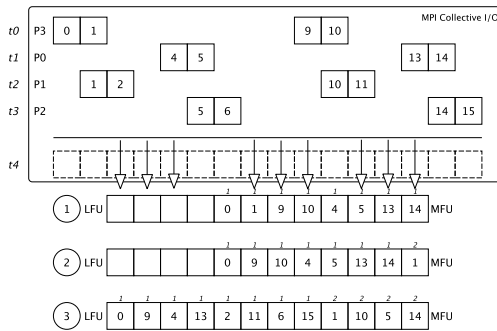 MPI Collective I/O
t0 P3 0 1 9 10
t1 P0 4 5 13 14
t2 P1 1 2 10 11
t3 P2 5 6 14 15
t4
1 1 1 1 1 1 1 1
1 LFU 0 1 9 10 4 5 13 14 MFU
1 1 1 1 1 1 1 2
2 LFU 0 9 10 4 5 13 14 1 MFU
1 1 1 1 1 1 1 1 2 2 2 2
3 LFU 0 9 4 13 2 11 6 15 1 10 5 14 MFU